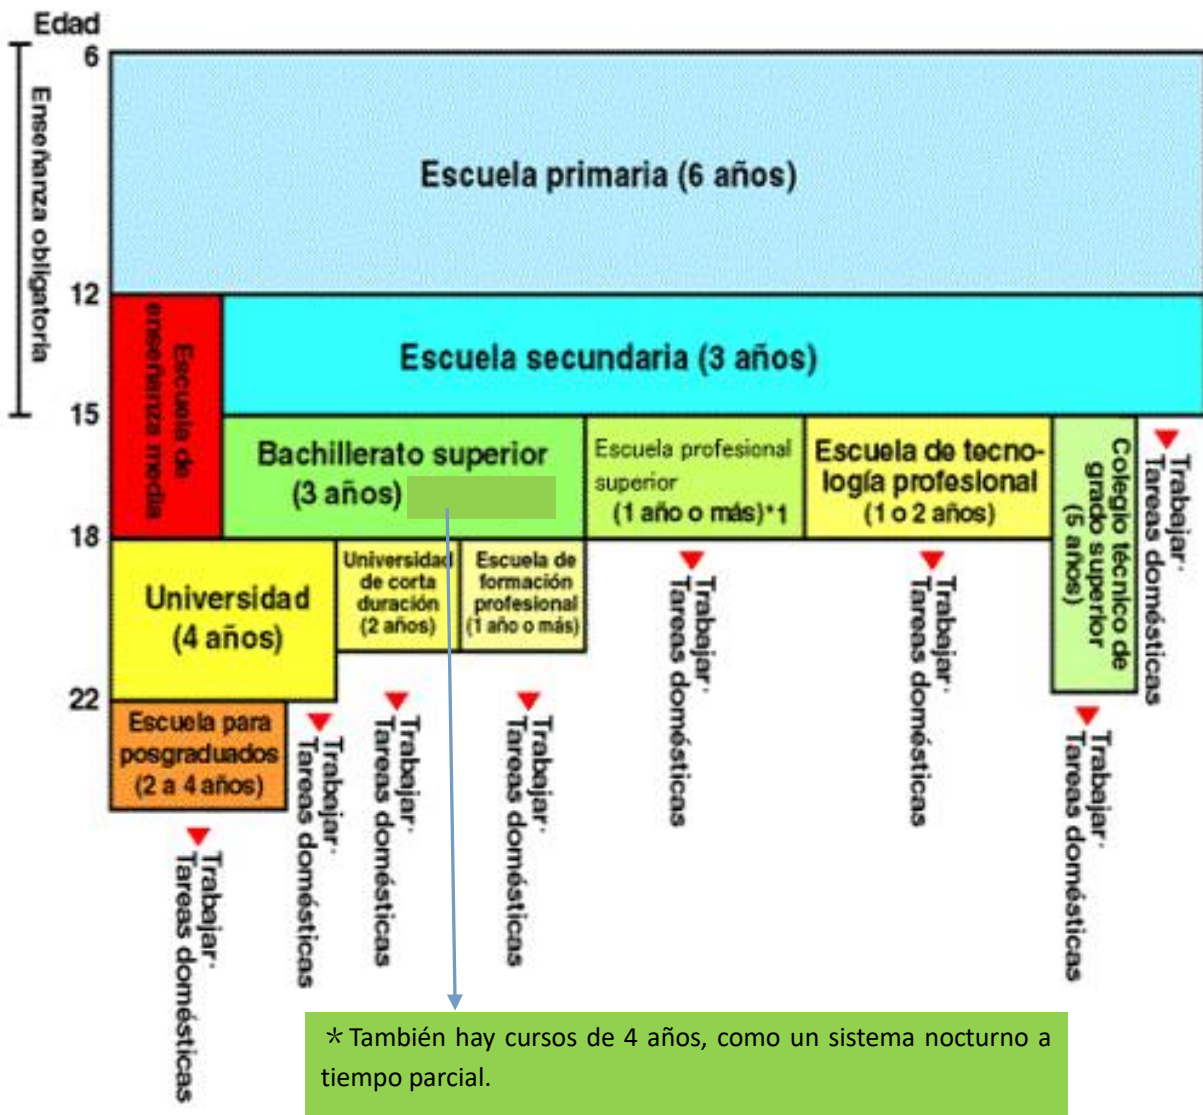 Edad
6
Enseñanza obligatoria
Escuela primaria (6 años)
12
Escuela de
enseñanza media
Escuela secundaria (3 años)
15
Bachillerato superior
(3 años)
Escuela profesional
superior
(1 año o más)*1
Escuela de tecno-
logía profesional
(1 o 2 años)
Colegio técnico de
grado superior
(5 años)
Trabajar·
Tareas domésticas
18
Universidad
(4 años)
Universidad
de corta
duración
(2 años)
Escuela de
formación
profesional
(1 año o más)
Trabajar·
Tareas domésticas
Trabajar·
Tareas domésticas
22
Escuela para
posgraduados
(2 a 4 años)
Trabajar·
Tareas domésticas
Trabajar·
Tareas domésticas
Trabajar·
Tareas domésticas
Trabajar·
Tareas domésticas
Trabajar·
Tareas domésticas
＊También hay cursos de 4 años, como un sistema nocturno a
tiempo parcial.